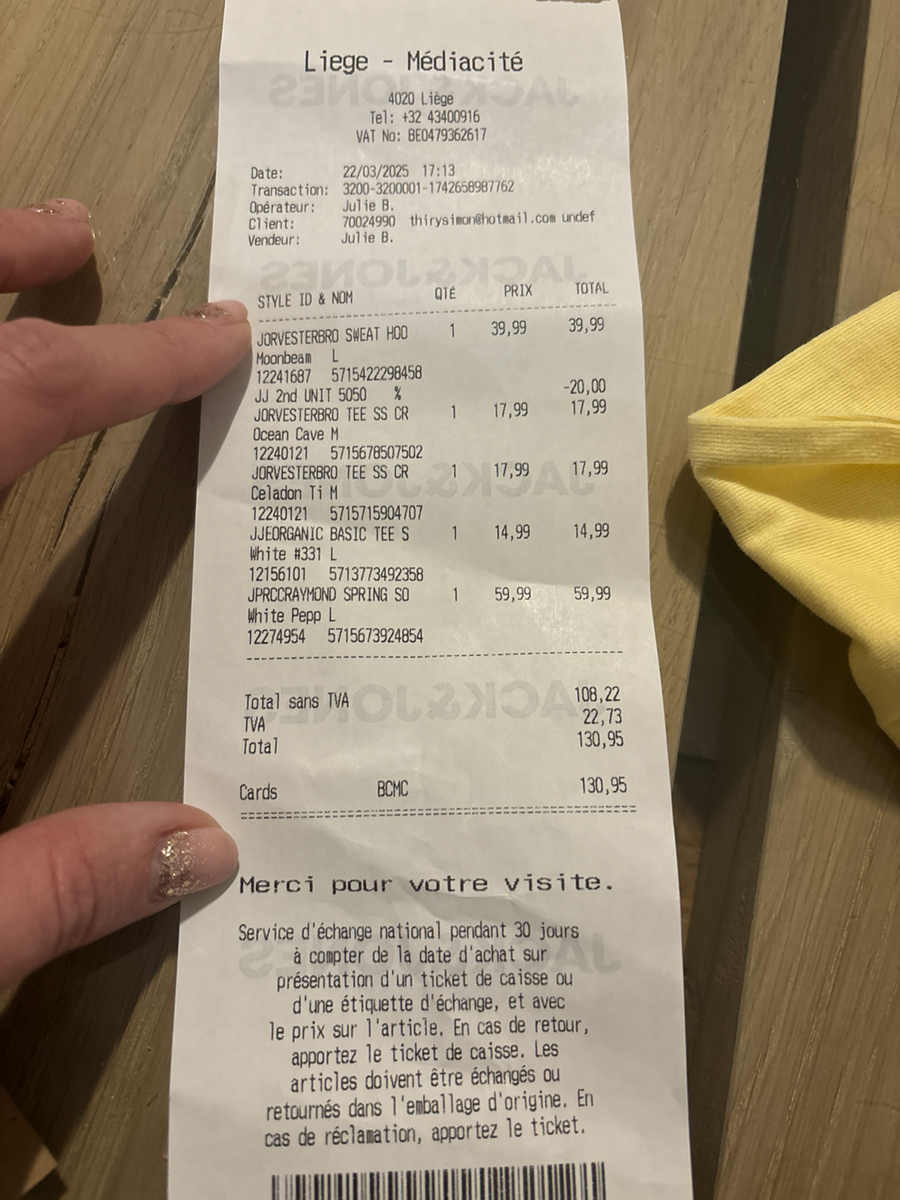 Liege - Médiacité
4020 Liège
Tel: +32 43400916
VAT No: BE0479362617
Date: 22/03/2025 17:13
Transaction: 3200-3200001-1742658987762
Opérateur: Julie B.
Client: 70024990 thirysimon@hotmail.com undef
Vendeur: Julie B.
STYLE ID & NOM QTÉ PRIX TOTAL
JORVESTERBRO SWEAT HOO 1 39,99 39,99
Moonbeam L
12241687 5715422298458
JJ 2nd UNIT 5050 % -20,00
JORVESTERBRO TEE SS CR 1 17,99 17,99
Ocean Cave M
12240121 5715678507502
JORVESTERBRO TEE SS CR 1 17,99 17,99
Celadon Ti M
12240121 5715715904707
JJEORGANIC BASIC TEE S 1 14,99 14,99
White #331 L
12156101 5713773492358
JPRCCRAYMOND SPRING SO 1 59,99 59,99
White Pepp L
12274954 5715673924854
Total sans TVA 108,22
TVA 22,73
Total 130,95
Cards BCMC 130,95
Merci pour votre visite.
Service d'échange national pendant 30 jours
à compter de la date d'achat sur
présentation d'un ticket de caisse ou
d'une étiquette d'échange, et avec
le prix sur l'article. En cas de retour,
apportez le ticket de caisse. Les
articles doivent être échangés ou
retournés dans l'emballage d'origine. En
cas de réclamation, apportez le ticket.